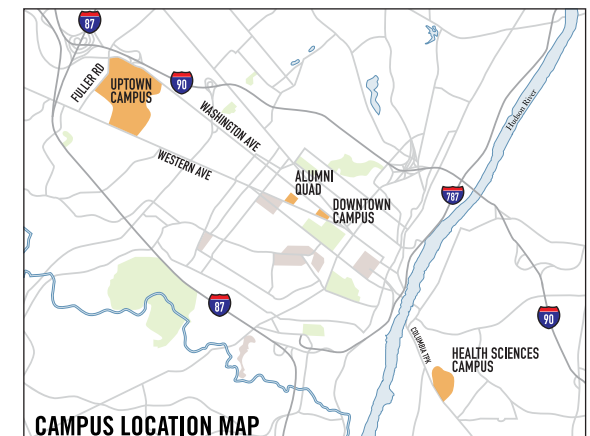 87
FULLER RD
UPTOWN
CAMPUS
90
WASHINGTON AVE
Hudson River
WESTERN AVE
ALUMNI
QUAD
DOWNTOWN
CAMPUS
787
87
90
COLUMBIA TPK
HEALTH SCIENCES
CAMPUS
CAMPUS LOCATION MAP